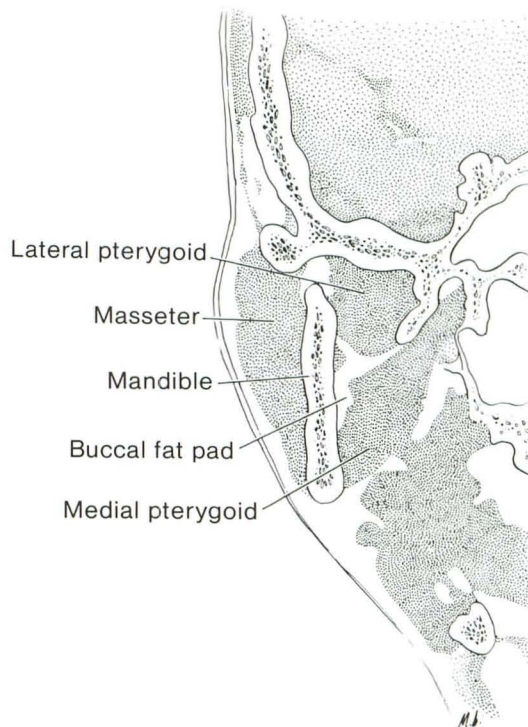 Lateral pterygoid
Masseter
Mandible
Buccal fat pad
Medial pterygoid